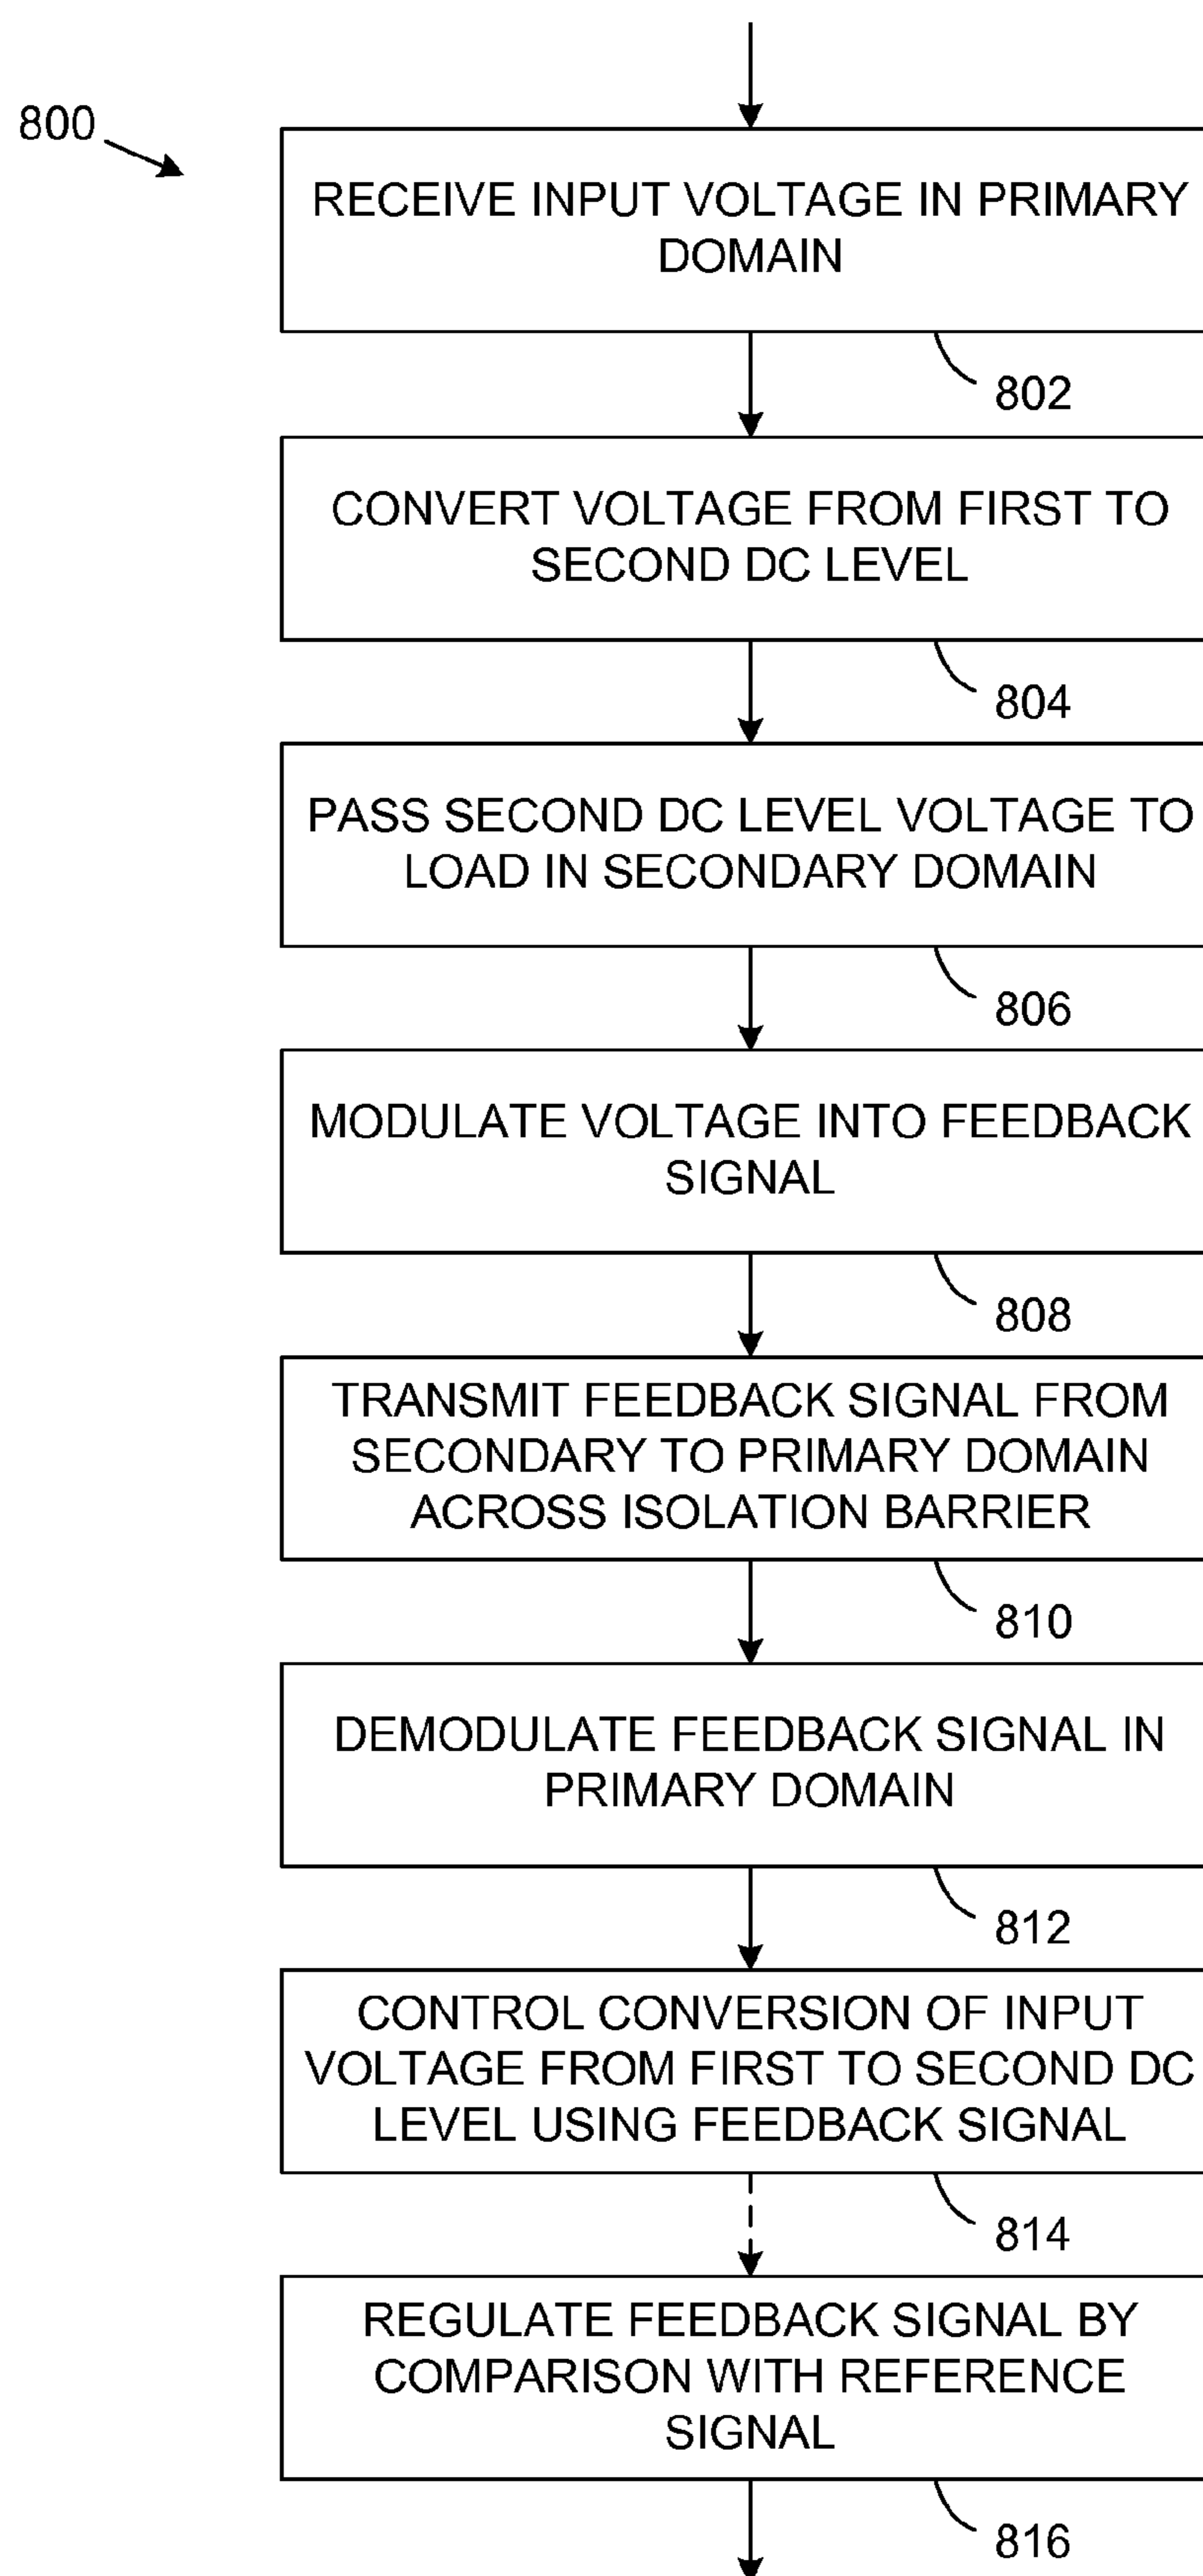 800
RECEIVE INPUT VOLTAGE IN PRIMARY
DOMAIN
802
CONVERT VOLTAGE FROM FIRST TO
SECOND DC LEVEL
804
PASS SECOND DC LEVEL VOLTAGE TO
LOAD IN SECONDARY DOMAIN
806
MODULATE VOLTAGE INTO FEEDBACK
SIGNAL
808
TRANSMIT FEEDBACK SIGNAL FROM
SECONDARY TO PRIMARY DOMAIN
ACROSS ISOLATION BARRIER
810
DEMODULATE FEEDBACK SIGNAL IN
PRIMARY DOMAIN
812
CONTROL CONVERSION OF INPUT
VOLTAGE FROM FIRST TO SECOND DC
LEVEL USING FEEDBACK SIGNAL
814
REGULATE FEEDBACK SIGNAL BY
COMPARISON WITH REFERENCE
SIGNAL
816